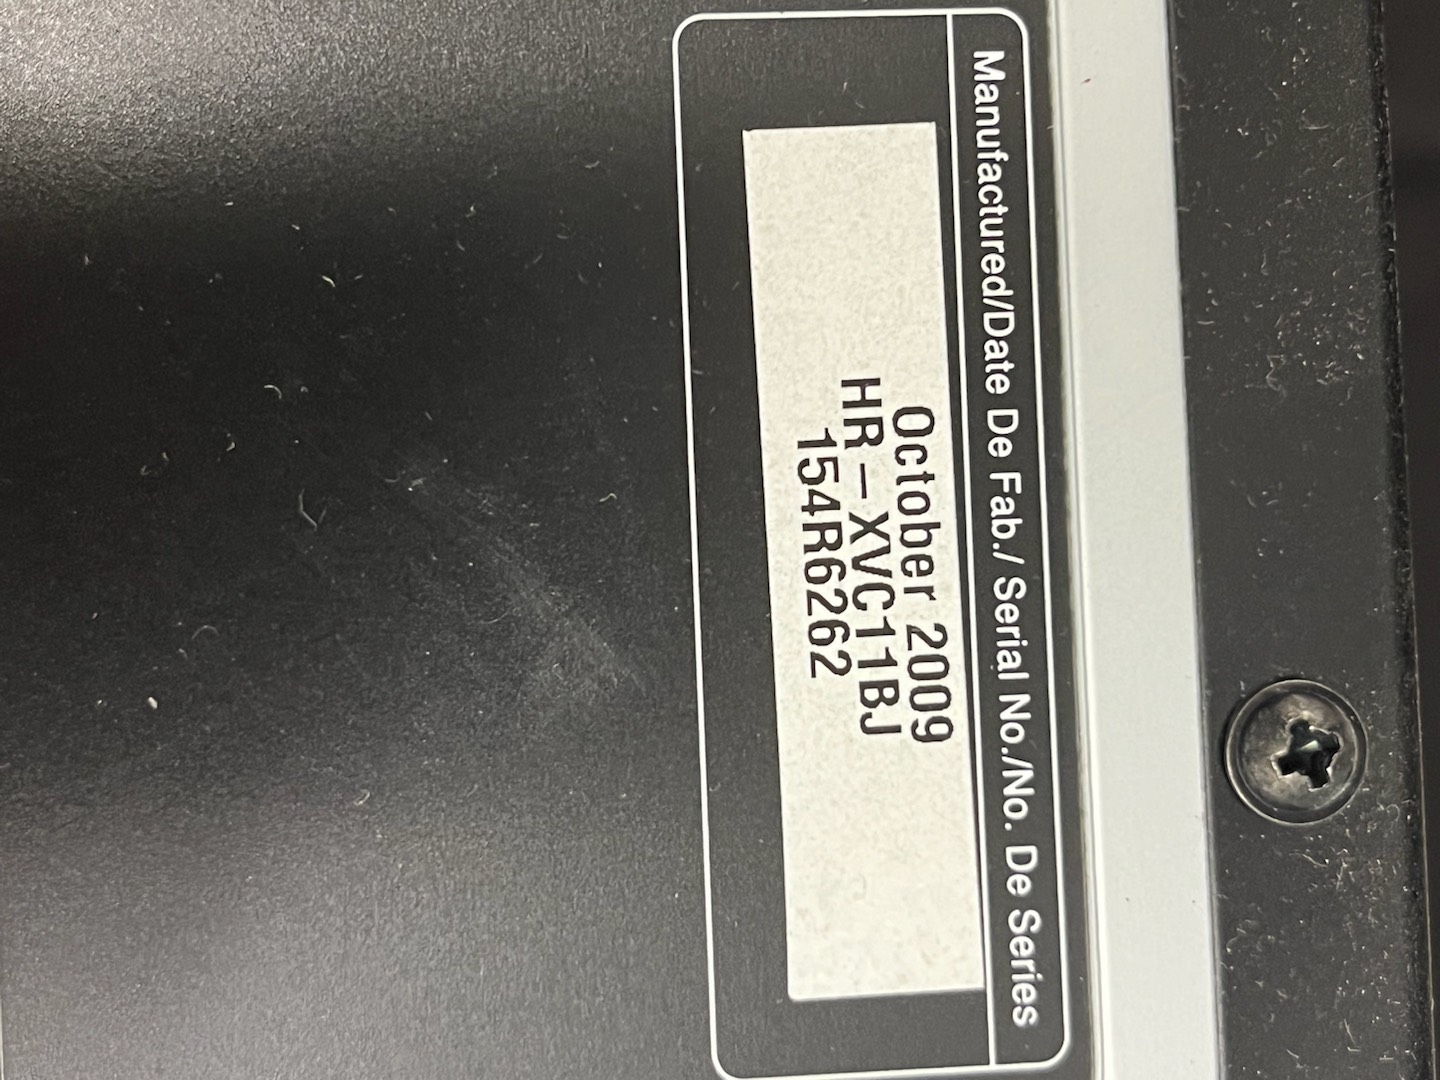 Manufactured/Date De Fab./ Serial No./No. De Series
October 2009
HR-XVC11BJ
154R6262